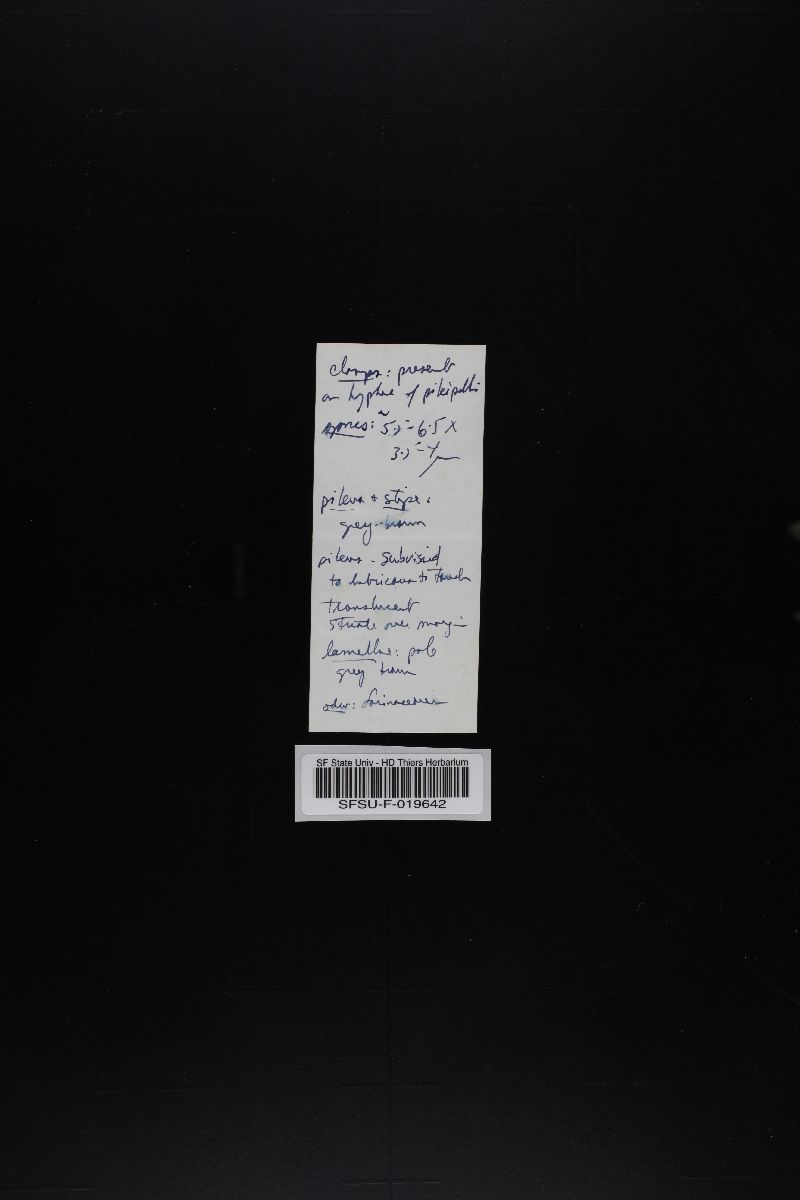 clamps: present
on hyphae of pileipellis
spores: ~ 5.5-6.5 X
3.5-4 µm
pileus + stipe:
grey-brown
pileus - subviscid
to lubricous to touch
translucent
striate over margin
lamellae: pale
grey brown
odor: farinaceous
SF State Univ - HD Thiers Herbarium
SFSU-F-019642